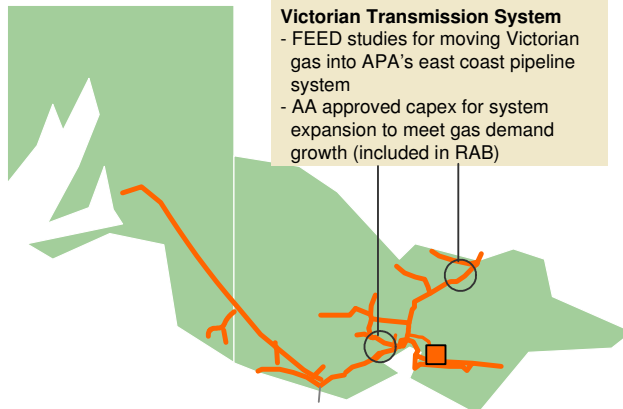 Victorian Transmission System
- FEED studies for moving Victorian
gas into APA's east coast pipeline
system
- AA approved capex for system
expansion to meet gas demand
growth (included in RAB)